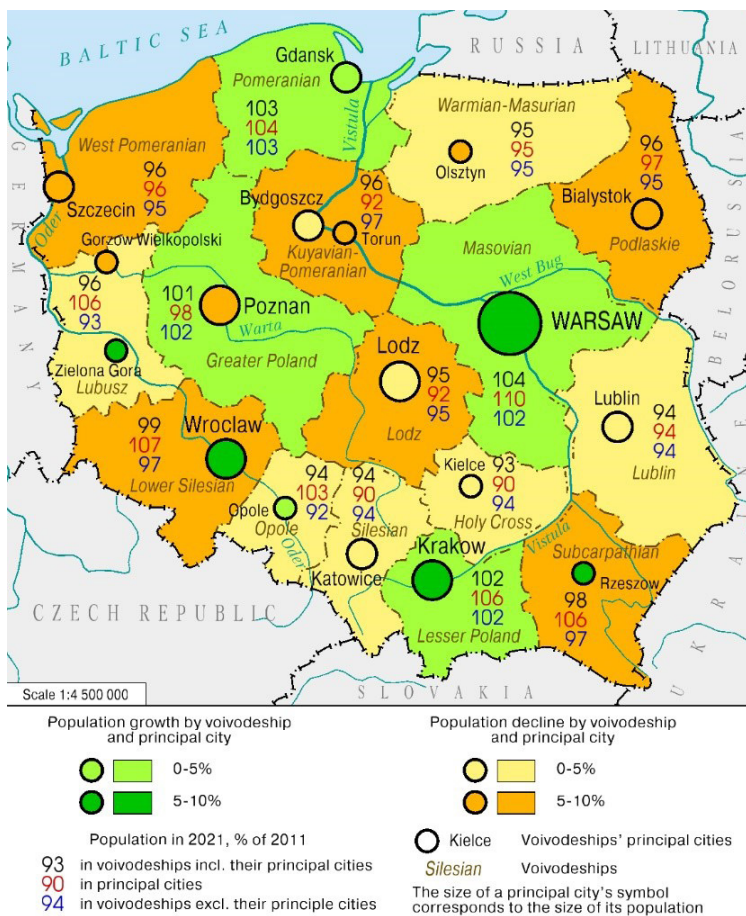 BALTIC SEA
RUSSIA
LITHUANIA
GERMANY
BELORUSSIA
UKRAINE
CZECH REPUBLIC
SLOVAKIA
Gdansk
Pomeranian
103
104
103
Vistula
Warmian-Masurian
95
95
95
Olsztyn
West Pomeranian
96
96
95
Szczecin
Oder
96
97
95
Bialystok
Podlaskie
Bydgoszcz
96
92
97
Torun
Kuyavian-
Pomeranian
Gorzow Wielkopolski
96
106
93
Zielona Gora
Lubusz
101
98
102
Poznan
Warta
Greater Poland
Masovian
West Bug
WARSAW
104
110
102
Lodz
95
92
95
Lodz
Lublin
94
94
94
Lublin
Wroclaw
99
107
97
Lower Silesian
94
103
92
Opole
Opole
Oder
94
90
94
Silesian
Katowice
Kielce
93
90
94
Holy Cross
Vistula
Krakow
102
106
102
Lesser Poland
Subcarpathian
Rzeszow
98
106
97
Scale 1:4 500 000
Population growth by voivodeship
and principal city
0-5%
5-10%
Population decline by voivodeship
and principal city
0-5%
5-10%
Population in 2021, % of 2011
93 in voivodeships incl. their principal cities
90 in principal cities
94 in voivodeships excl. their principle cities
Kielce Voivodeships' principal cities
Silesian Voivodeships
The size of a principal city's symbol
corresponds to the size of its population